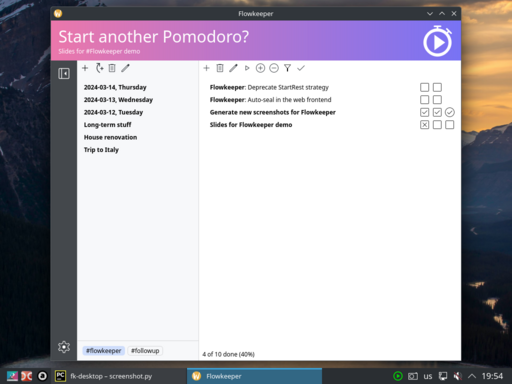 Flowkeeper
Start another Pomodoro?
Slides for #Flowkeeper demo
2024-03-14, Thursday
2024-03-13, Wednesday
2024-03-12, Tuesday
Long-term stuff
House renovation
Trip to Italy
Flowkeeper: Deprecate StartRest strategy
Flowkeeper: Auto-seal in the web frontend
Generate new screenshots for Flowkeeper
Slides for Flowkeeper demo
#flowkeeper #followup
4 of 10 done (40%)
PC fk-desktop – screenshot.py
Flowkeeper
us
19:54